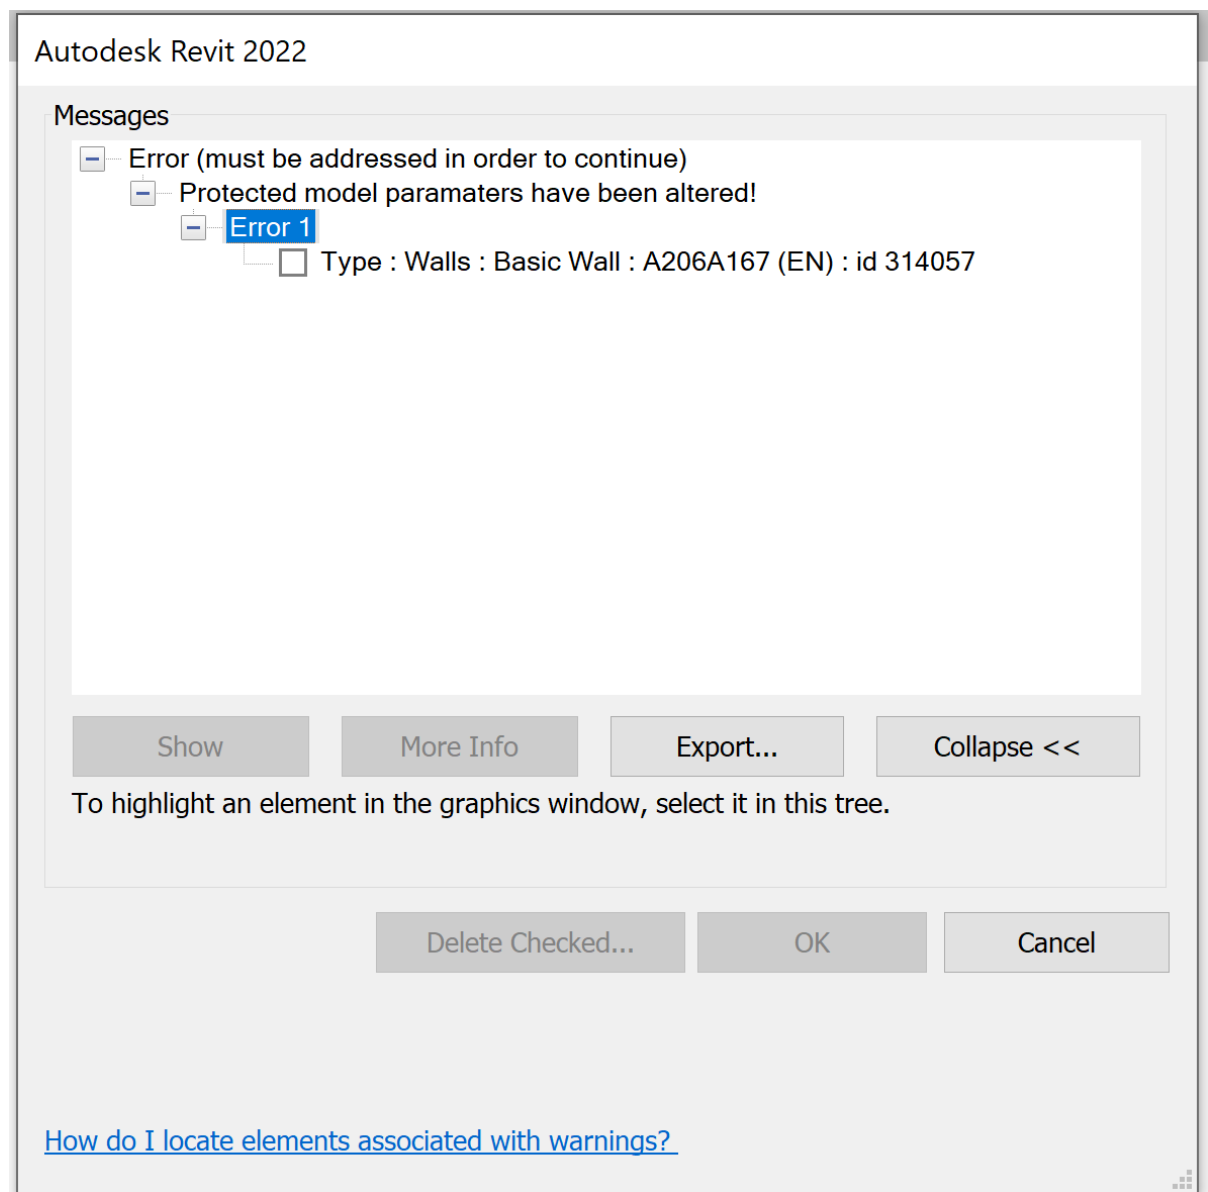 Autodesk Revit 2022
Messages
Error (must be addressed in order to continue)
Protected model paramaters have been altered!
Error 1
Type : Walls : Basic Wall : A206A167 (EN) : id 314057
Show More Info Export... Collapse <<
To highlight an element in the graphics window, select it in this tree.
Delete Checked... OK Cancel
How do I locate elements associated with warnings?